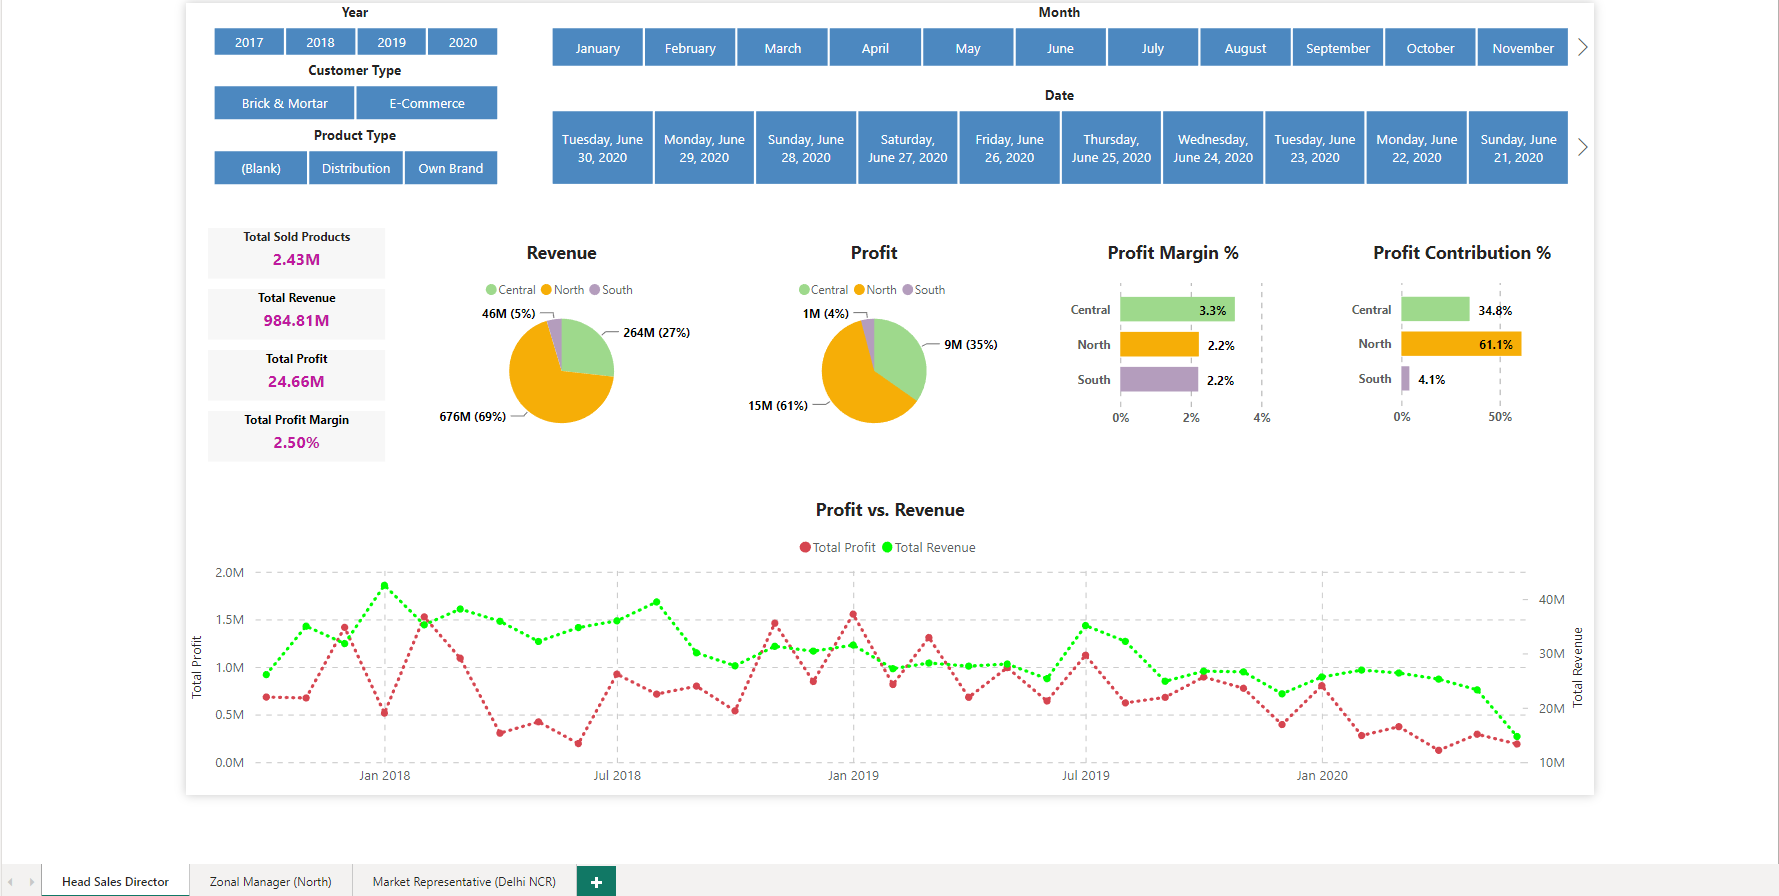 Year
2017 2018 2019 2020
Customer Type
Brick & Mortar E-Commerce
Product Type
(Blank) Distribution Own Brand
Month
January February March April May June July August September October November
Date
Tuesday, June 30, 2020
Monday, June 29, 2020
Sunday, June 28, 2020
Saturday, June 27, 2020
Friday, June 26, 2020
Thursday, June 25, 2020
Wednesday, June 24, 2020
Tuesday, June 23, 2020
Monday, June 22, 2020
Sunday, June 21, 2020
Total Sold Products
2.43M
Total Revenue
984.81M
Total Profit
24.66M
Total Profit Margin
2.50%
Revenue
Central North South
46M (5%)
264M (27%)
676M (69%)
Profit
Central North South
1M (4%)
9M (35%)
15M (61%)
Profit Margin %
Central 3.3%
North 2.2%
South 2.2%
0% 2% 4%
Profit Contribution %
Central 34.8%
North 61.1%
South 4.1%
0% 50%
Profit vs. Revenue
Total Profit Total Revenue
Total Profit
2.0M
1.5M
1.0M
0.5M
0.0M
40M
30M
20M
10M
Total Revenue
Jan 2018 Jul 2018 Jan 2019 Jul 2019 Jan 2020
Head Sales Director Zonal Manager (North) Market Representative (Delhi NCR) +